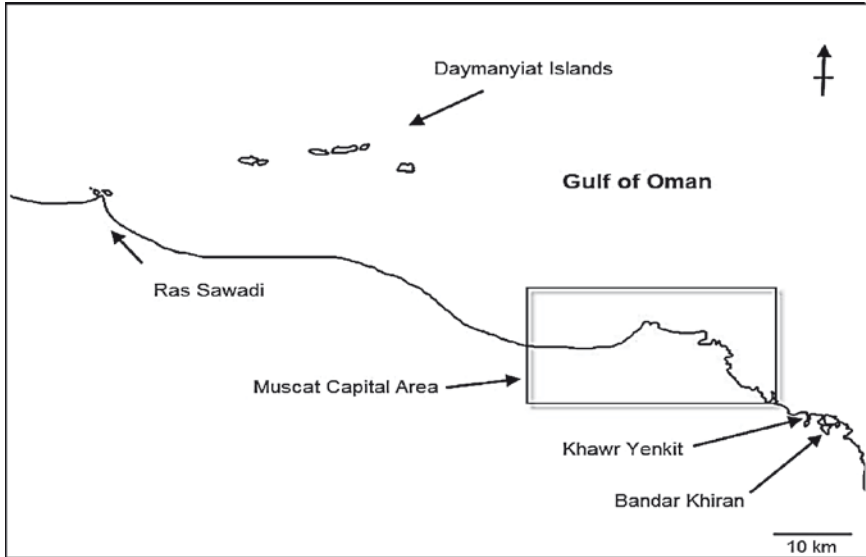 Daymanyiat Islands
Gulf of Oman
Ras Sawadi
Muscat Capital Area
Khawr Yenkit
Bandar Khiran
10 km